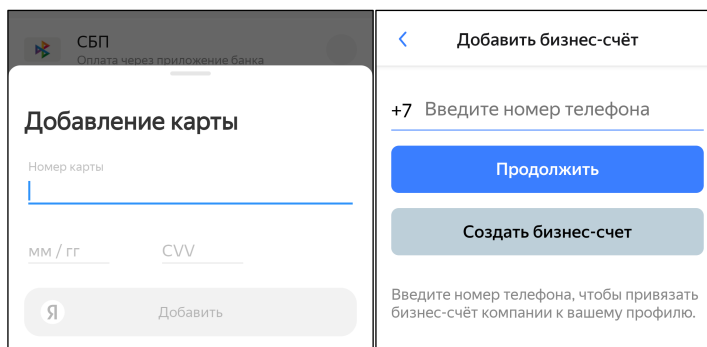 СБП
Оплата через приложение банка
Добавление карты
Номер карты
мм / гг
CVV
Я
Добавить
Добавить бизнес-счёт
+7 Введите номер телефона
Продолжить
Создать бизнес-счет
Введите номер телефона, чтобы привязать
бизнес-счёт компании к вашему профилю.